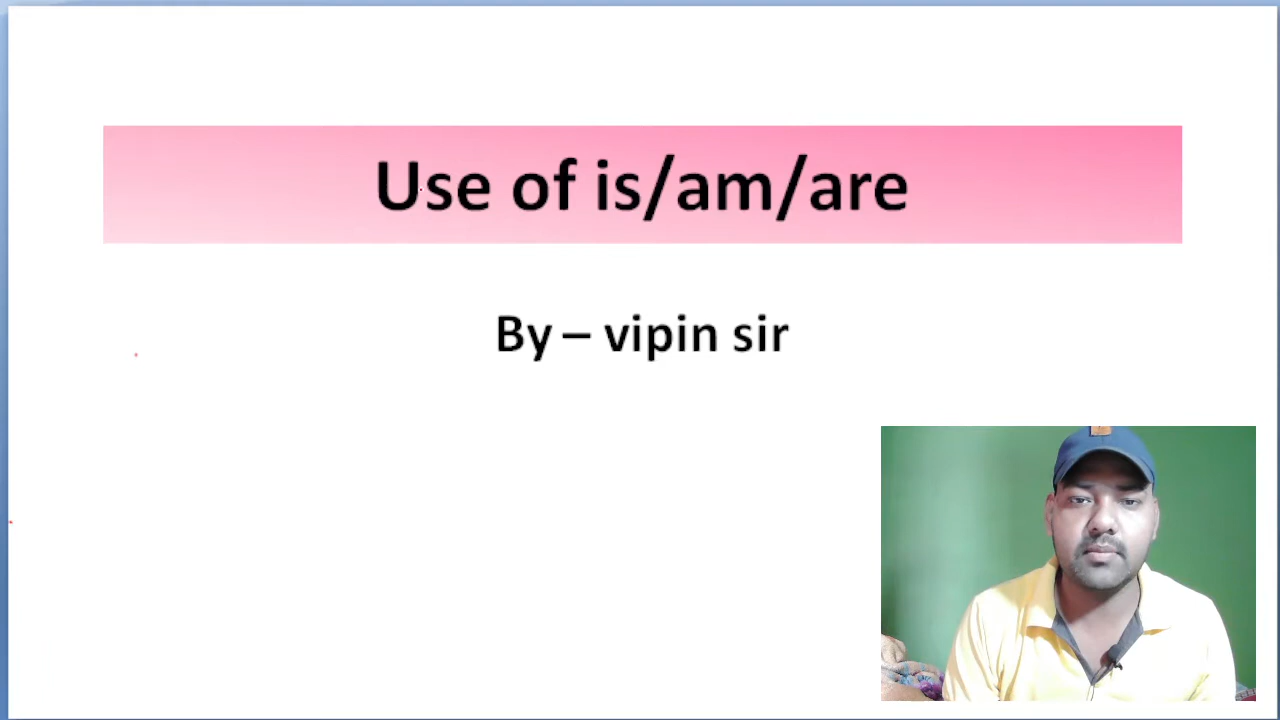 Use of is/am/are
By – vipin sir